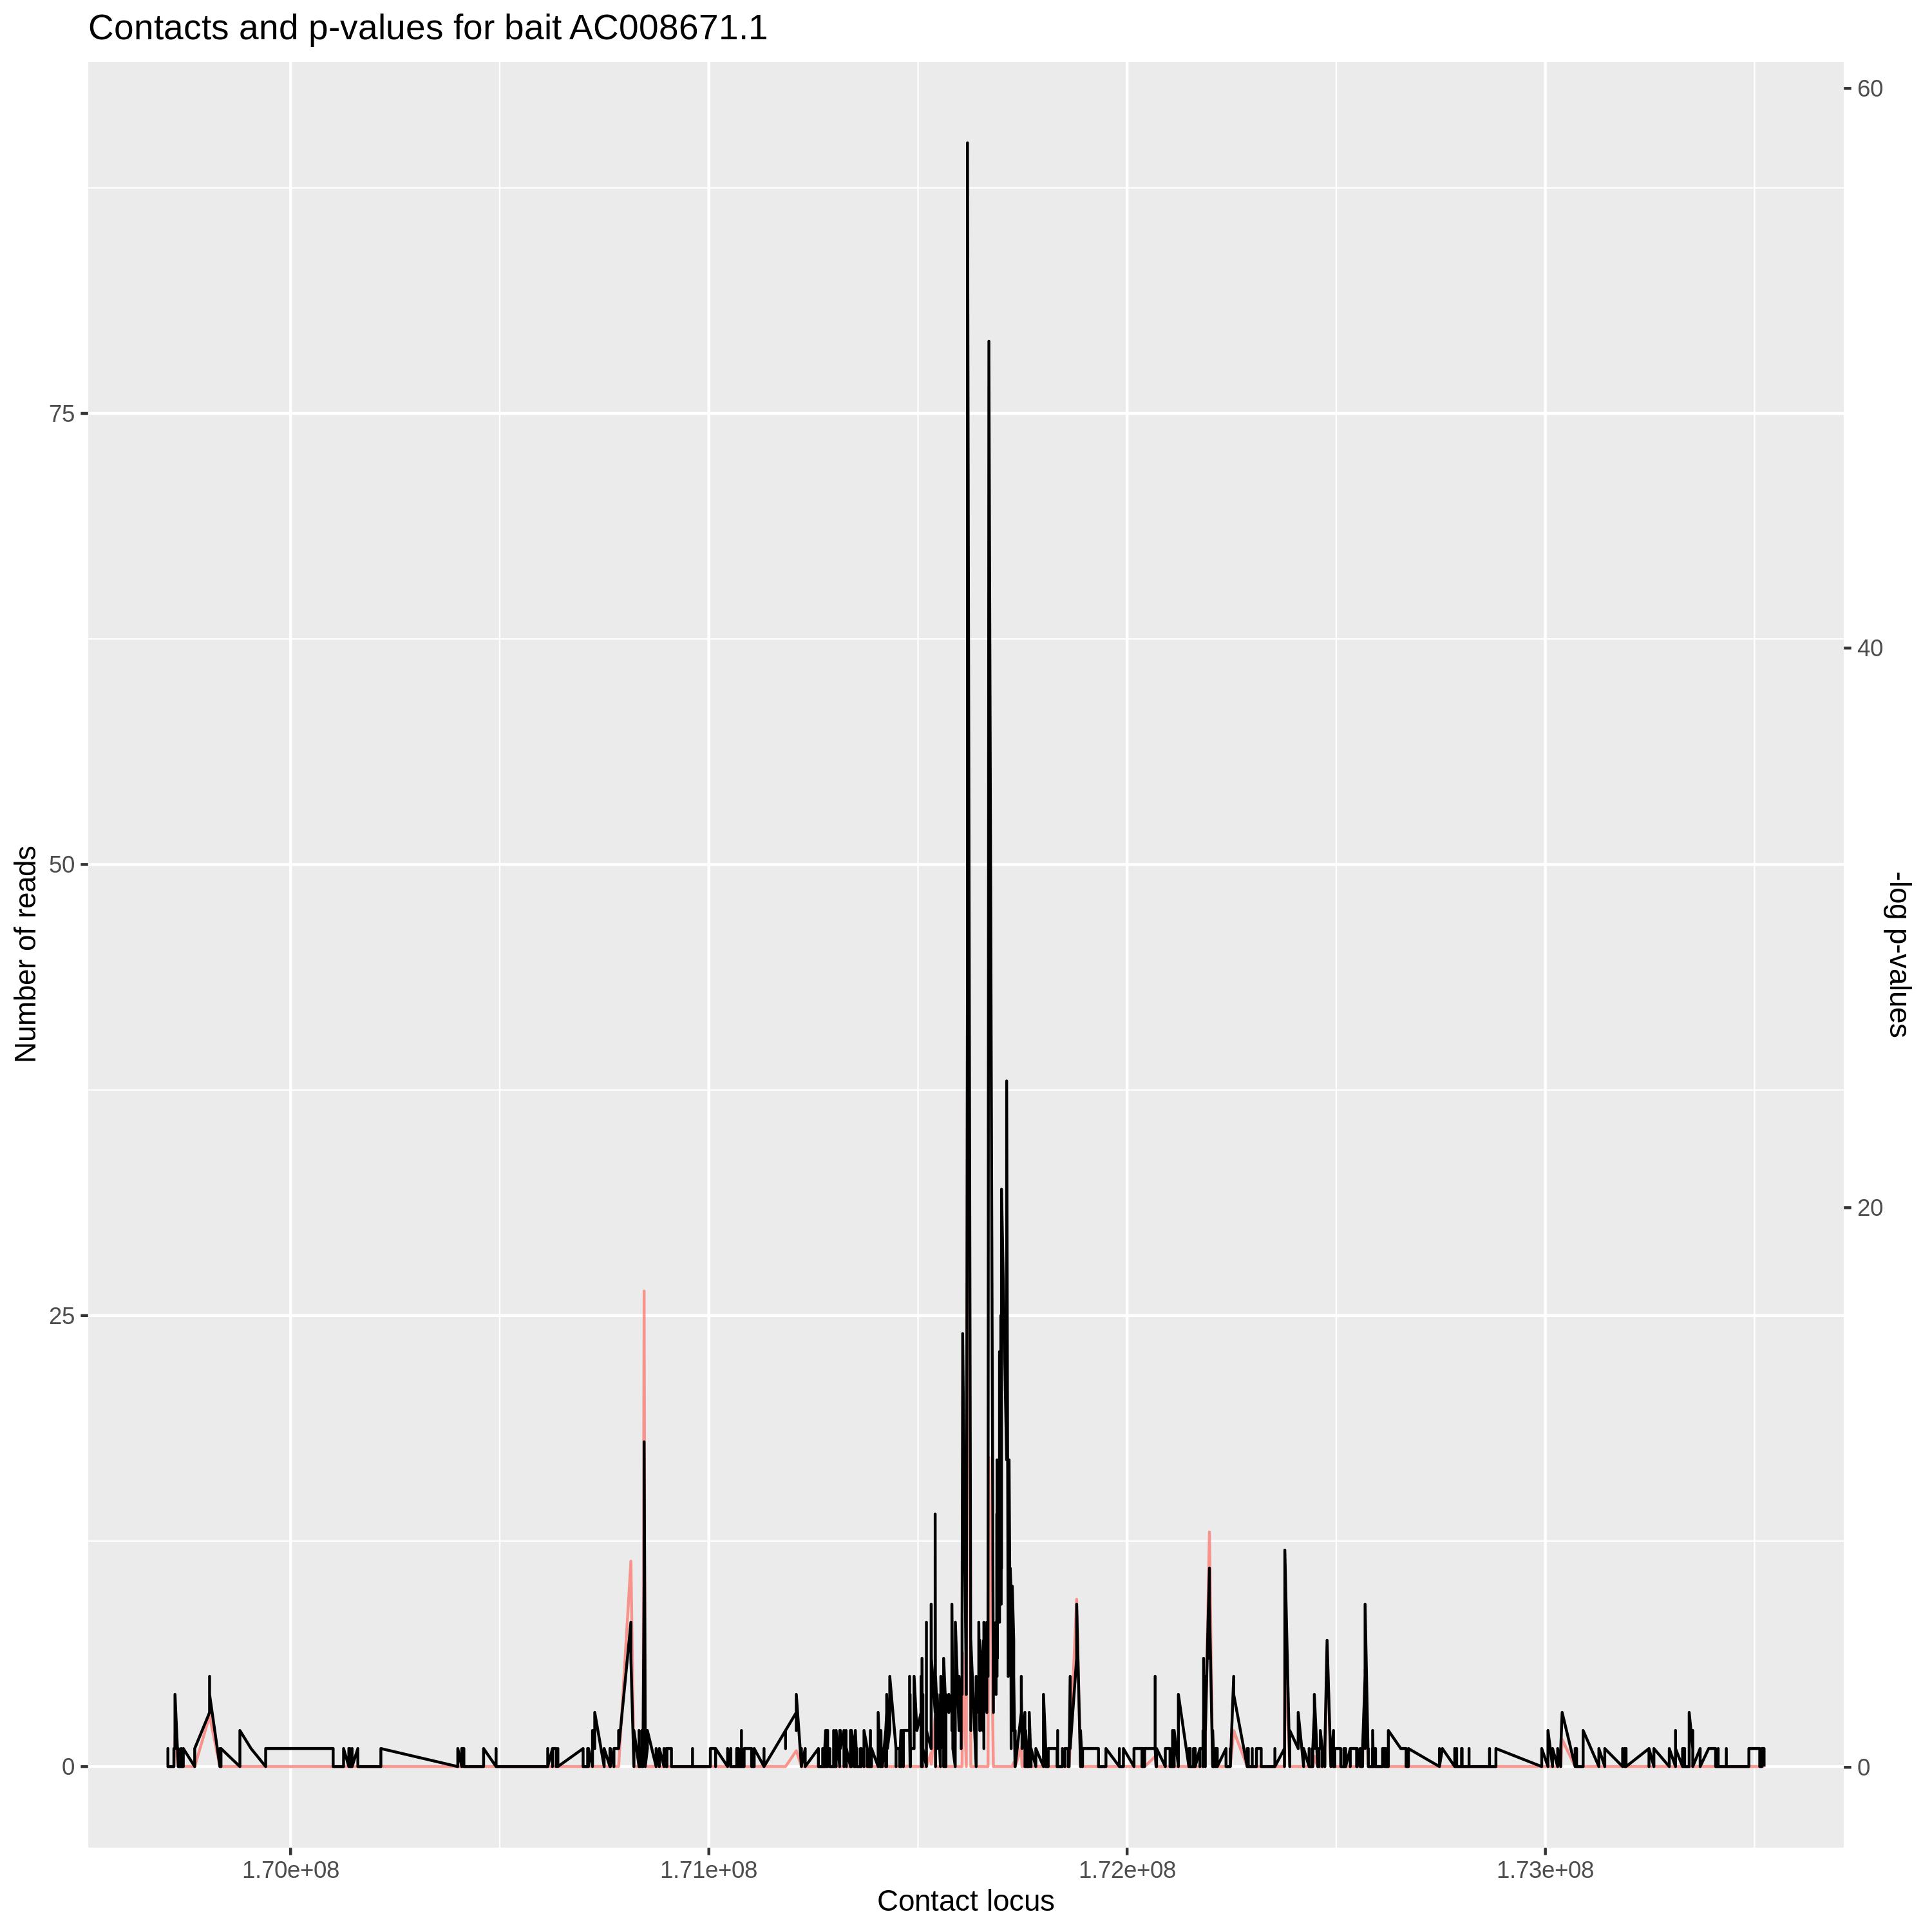 Contacts and p-values for bait AC008671.1
Number of reads
75
50
25
0
60
40
20
0
-log p-values
1.70e+08 1.71e+08 1.72e+08 1.73e+08
Contact locus